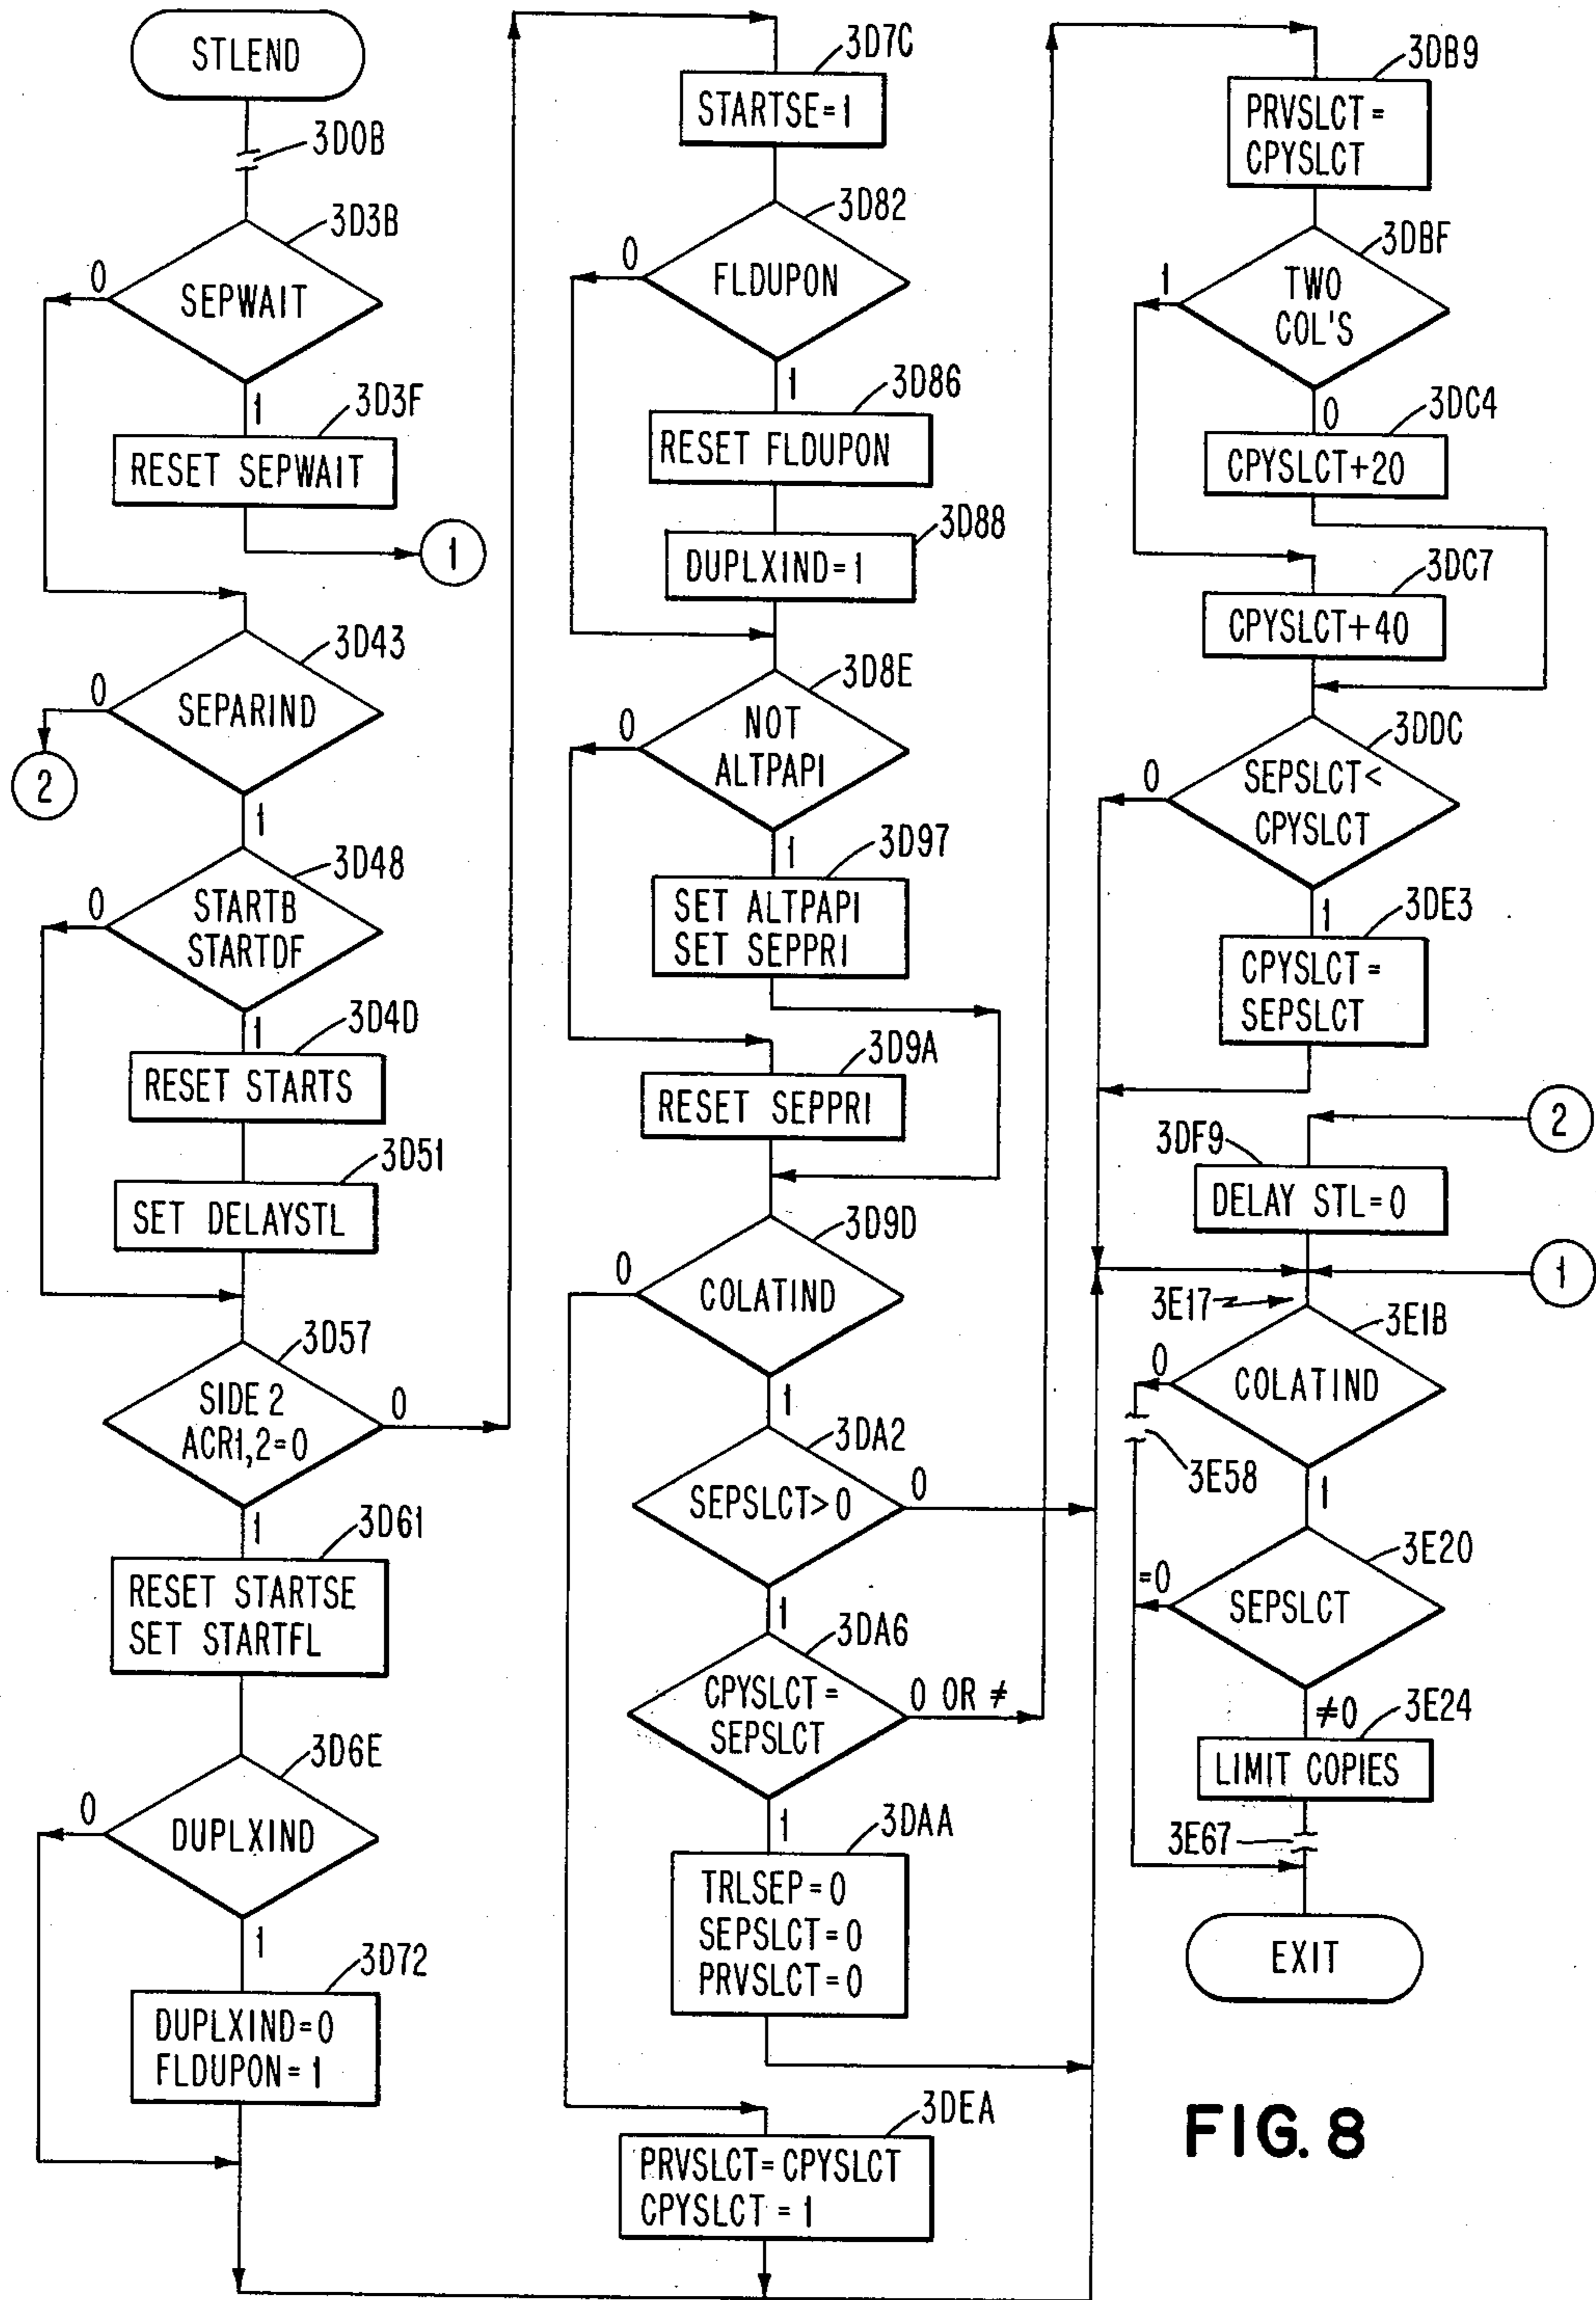 STLEND
3D0B
3D3B
0
SEPWAIT
1
3D3F
RESET SEPWAIT
1
3D43
0
SEPARIND
2
1
3D48
0
STARTB
STARTDF
1
3D4D
RESET STARTS
3D51
SET DELAYSTL
3D57
SIDE 2
ACR1,2=0
0
1
3D61
RESET STARTSE
SET STARTFL
3D6E
0
DUPLXIND
1
3D72
DUPLXIND=0
FLDUPON=1
3D7C
STARTSE=1
3D82
0
FLDUPON
1
3D86
RESET FLDUPON
3D88
DUPLXIND=1
3D8E
0
NOT
ALTPAPI
1
3D97
SET ALTPAPI
SET SEPPRI
3D9A
RESET SEPPRI
3D9D
0
COLATIND
1
3DA2
SEPSLCT>0
0
1
3DA6
CPYSLCT=
SEPSLCT
0 OR ≠
1
3DAA
TRLSEP=0
SEPSLCT=0
PRVSLCT=0
3DEA
PRVSLCT=CPYSLCT
CPYSLCT=1
3DB9
PRVSLCT=
CPYSLCT
3DBF
1
TWO
COL'S
0
3DC4
CPYSLCT+20
3DC7
CPYSLCT+40
3DDC
0
SEPSLCT<
CPYSLCT
1
3DE3
CPYSLCT=
SEPSLCT
2
3DF9
DELAY STL=0
1
3E17
3E1B
0
COLATIND
3E58
1
3E20
=0
SEPSLCT
≠0
3E24
LIMIT COPIES
3E67
EXIT
FIG. 8